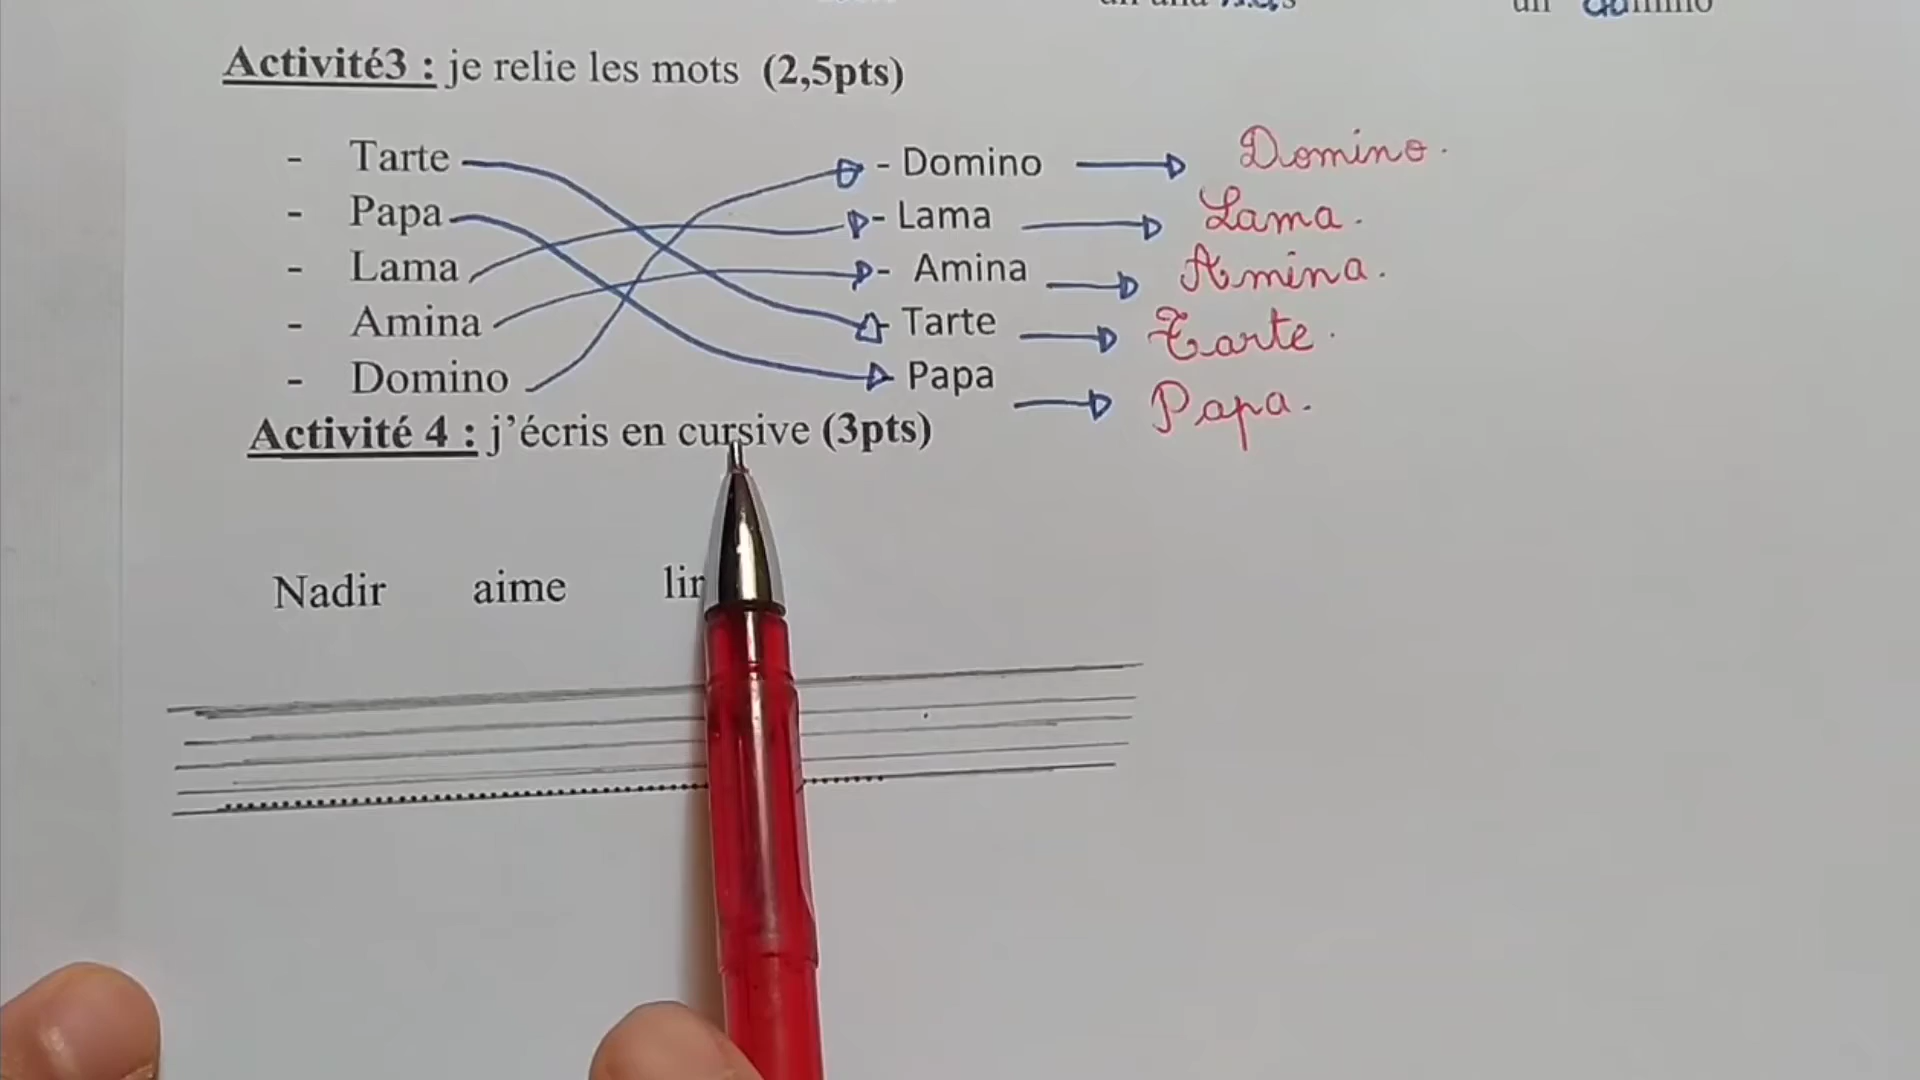 un
Activité3 : je relie les mots (2,5pts)
- Tarte - Domino Domino.
- Papa - Lama Lama.
- Lama - Amina Amina.
- Amina - Tarte Tarte.
- Domino Papa Papa.
Activité 4 : j'écris en cursive (3pts)
Nadir aime